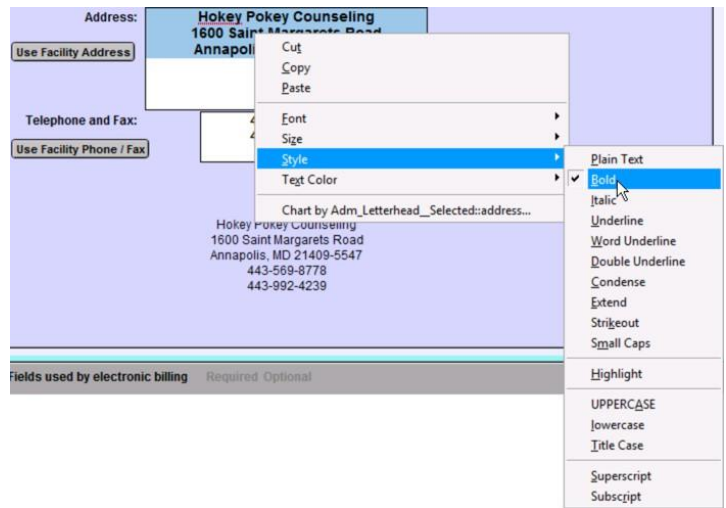 Address:
Hokey Pokey Counseling
1600 Saint Margarets Road
Use Facility Address
Annapoli
Telephone and Fax:
4
4
Use Facility Phone / Fax
Cut
Copy
Paste
Font
Size
Style
Text Color
Chart by Adm_Letterhead__Selected::address...
Plain Text
Bold
Italic
Underline
Word Underline
Double Underline
Condense
Extend
Strikeout
Small Caps
Highlight
UPPERCASE
lowercase
Title Case
Superscript
Subscript
Hokey Pokey Counseling
1600 Saint Margarets Road
Annapolis, MD 21409-5547
443-569-8778
443-992-4239
Fields used by electronic billing Required Optional